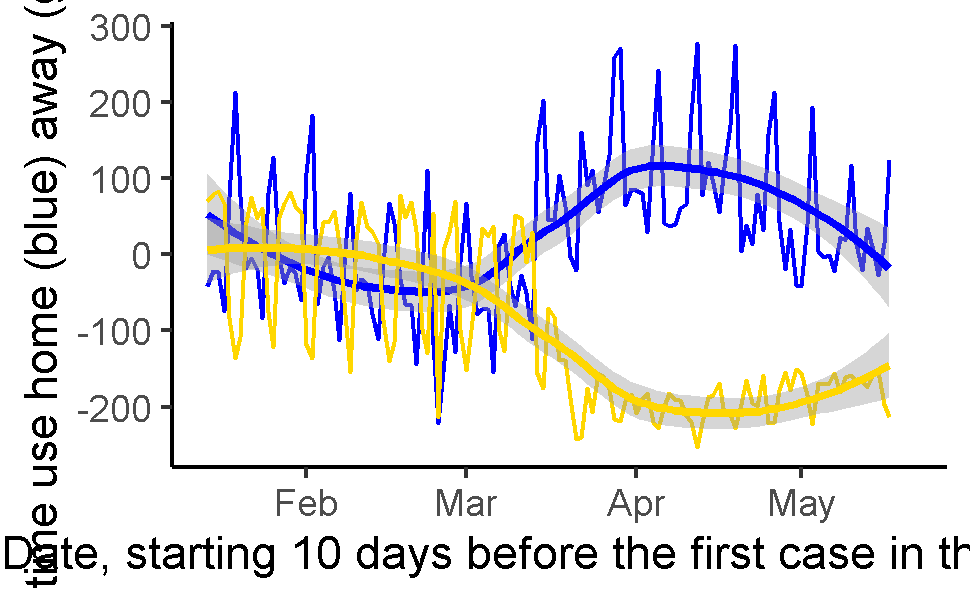 time use home (blue) away (
300
200
100
0
-100
-200
Feb Mar Apr May
Date, starting 10 days before the first case in th